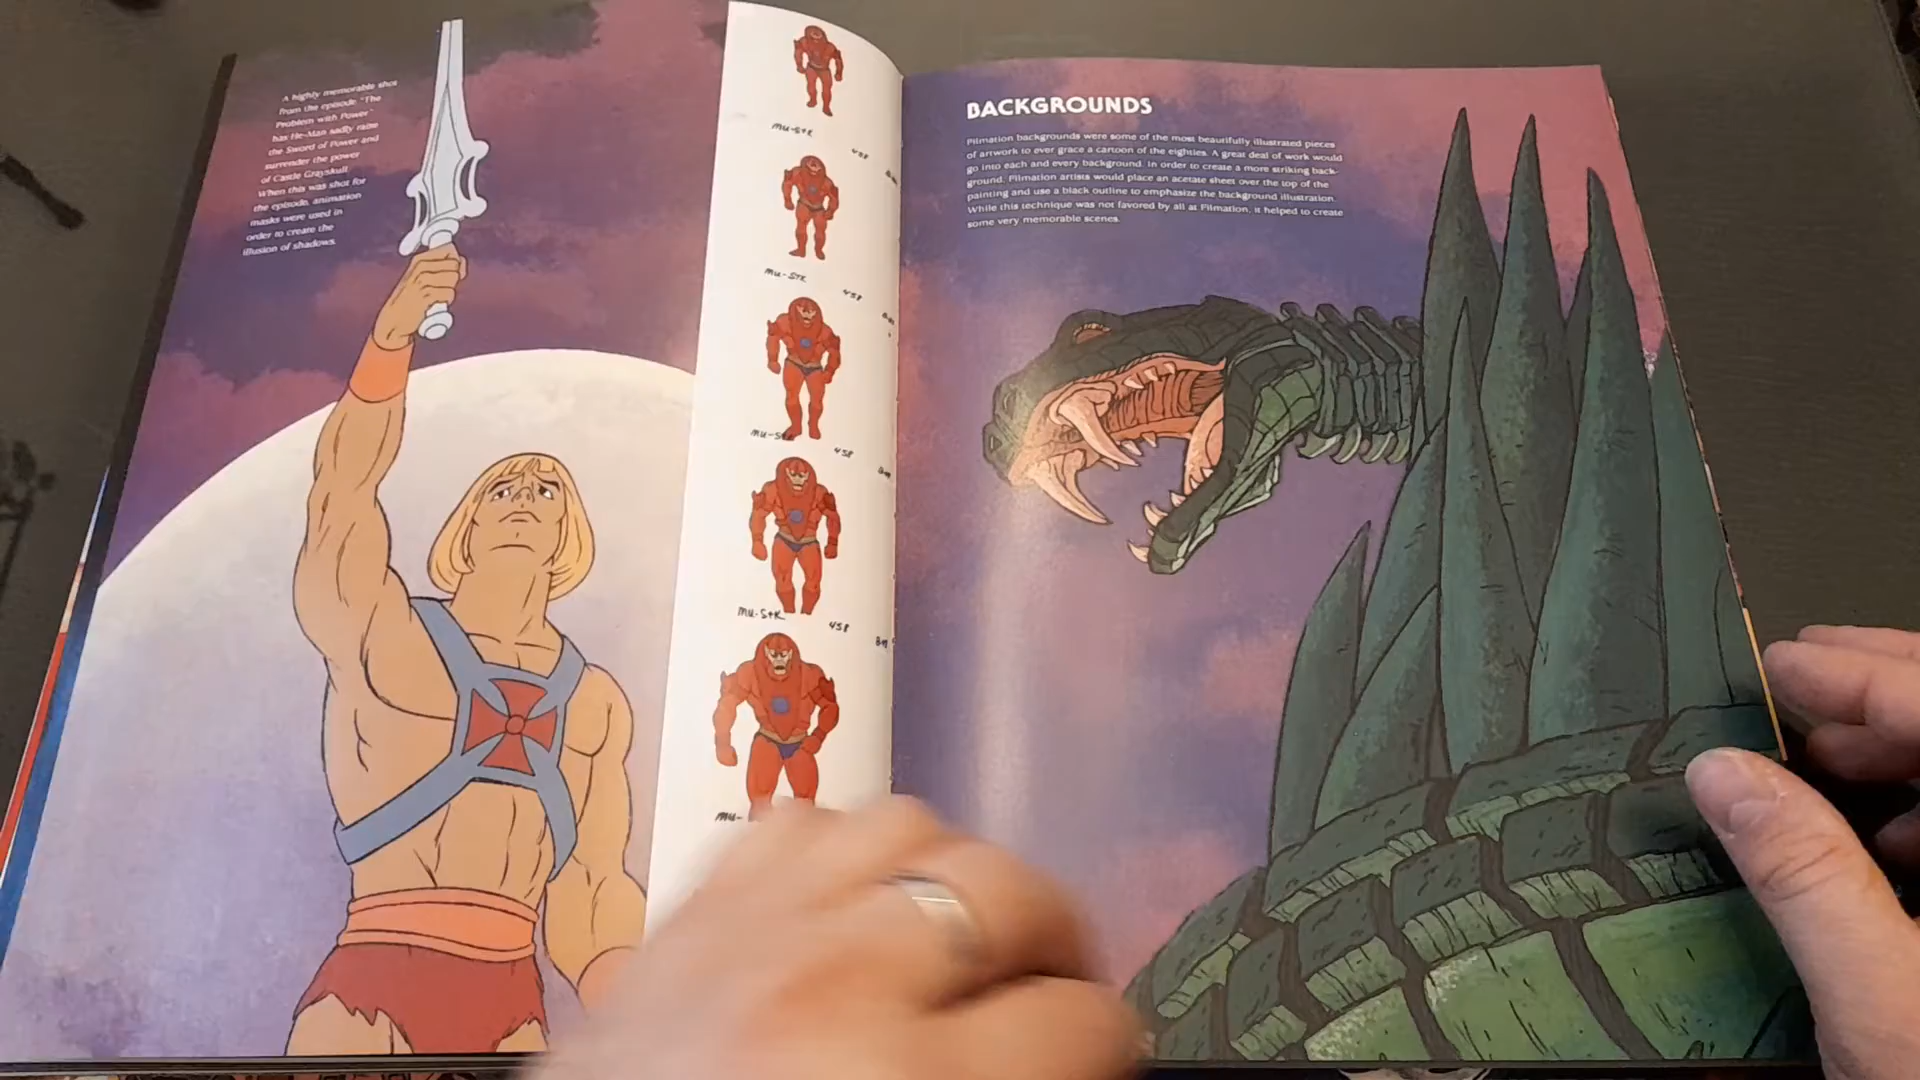 A highly memorable shot
from the episode "The
Problem with Power"
has He-Man sadly raise
the Sword of Power and
surrender the power
of Castle Grayskull.
When this was shot for
the episode, animation
masks were used in
order to create the
illusion of shadows.
MU-STK
458
MU-STK
458
MU-STK
458
MU-STK
458
MU-
BACKGROUNDS
Filmation backgrounds were some of the most beautifully illustrated pieces
of artwork to ever grace a cartoon of the eighties. A great deal of work would
go into each and every background. In order to create a more striking back-
ground, Filmation artists would place an acetate sheet over the top of the
painting and use a black outline to emphasize the background illustration.
While this technique was not favored by all at Filmation, it helped to create
some very memorable scenes.